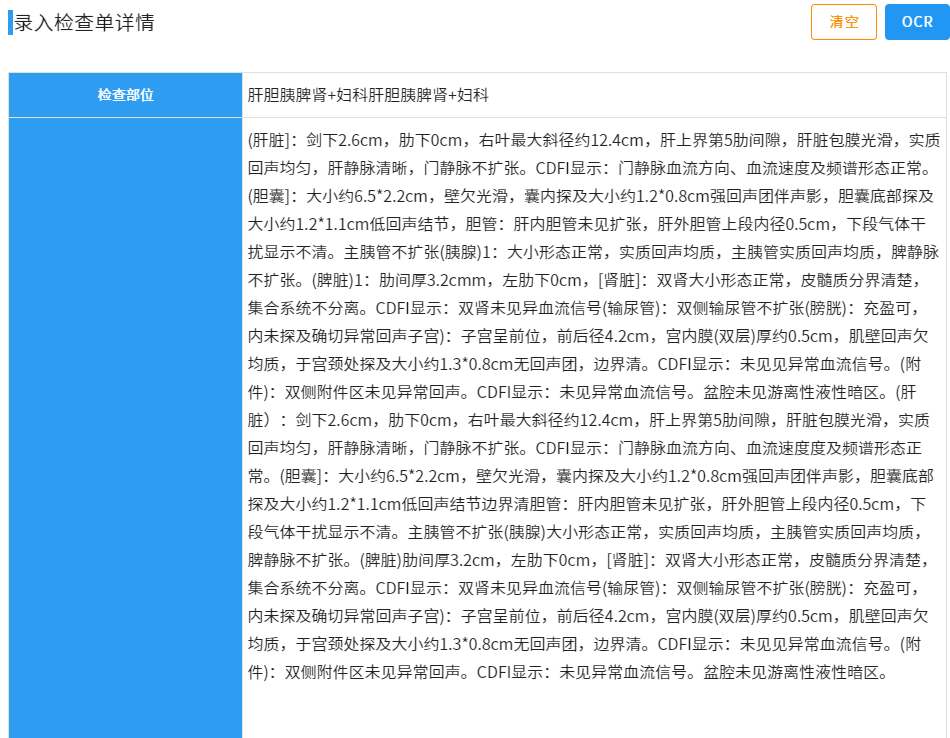 录入检查单详情
清空
OCR
检查部位
肝胆胰脾肾+妇科肝胆胰脾肾+妇科
(肝脏]：剑下2.6cm，肋下0cm，右叶最大斜径约12.4cm，肝上界第5肋间隙，肝脏包膜光滑，实质
回声均匀，肝静脉清晰，门静脉不扩张。CDFI显示：门静脉血流方向、血流速度及频谱形态正常。
(胆囊]：大小约6.5*2.2cm，壁欠光滑，囊内探及大小约1.2*0.8cm强回声团伴声影，胆囊底部探及
大小约1.2*1.1cm低回声结节，胆管：肝内胆管未见扩张，肝外胆管上段内径0.5cm，下段气体干
扰显示不清。主胰管不扩张(胰腺)1：大小形态正常，实质回声均质，主胰管实质回声均质，脾静脉
不扩张。(脾脏)1：肋间厚3.2cmm，左肋下0cm，[肾脏]：双肾大小形态正常，皮髓质分界清楚，
集合系统不分离。CDFI显示：双肾未见异血流信号(输尿管)：双侧输尿管不扩张(膀胱)：充盈可，
内未探及确切异常回声子宫)：子宫呈前位，前后径4.2cm，宫内膜(双层)厚约0.5cm，肌壁回声欠
均质，于宫颈处探及大小约1.3*0.8cm无回声团，边界清。CDFI显示：未见见异常血流信号。(附
件)：双侧附件区未见异常回声。CDFI显示：未见异常血流信号。盆腔未见游离性液性暗区。(肝
脏）：剑下2.6cm，肋下0cm，右叶最大斜径约12.4cm，肝上界第5肋间隙，肝脏包膜光滑，实质
回声均匀，肝静脉清晰，门静脉不扩张。CDFI显示：门静脉血流方向、血流速度度及频谱形态正
常。(胆囊]：大小约6.5*2.2cm，壁欠光滑，囊内探及大小约1.2*0.8cm强回声团伴声影，胆囊底部
探及大小约1.2*1.1cm低回声结节边界清胆管：肝内胆管未见扩张，肝外胆管上段内径0.5cm，下
段气体干扰显示不清。主胰管不扩张(胰腺)大小形态正常，实质回声均质，主胰管实质回声均质，
脾静脉不扩张。(脾脏)肋间厚3.2cm，左肋下0cm，[肾脏]：双肾大小形态正常，皮髓质分界清楚，
集合系统不分离。CDFI显示：双肾未见异血流信号(输尿管)：双侧输尿管不扩张(膀胱)：充盈可，
内未探及确切异常回声子宫)：子宫呈前位，前后径4.2cm，宫内膜(双层)厚约0.5cm，肌壁回声欠
均质，于宫颈处探及大小约1.3*0.8cm无回声团，边界清。CDFI显示：未见见异常血流信号。(附
件)：双侧附件区未见异常回声。CDFI显示：未见异常血流信号。盆腔未见游离性液性暗区。